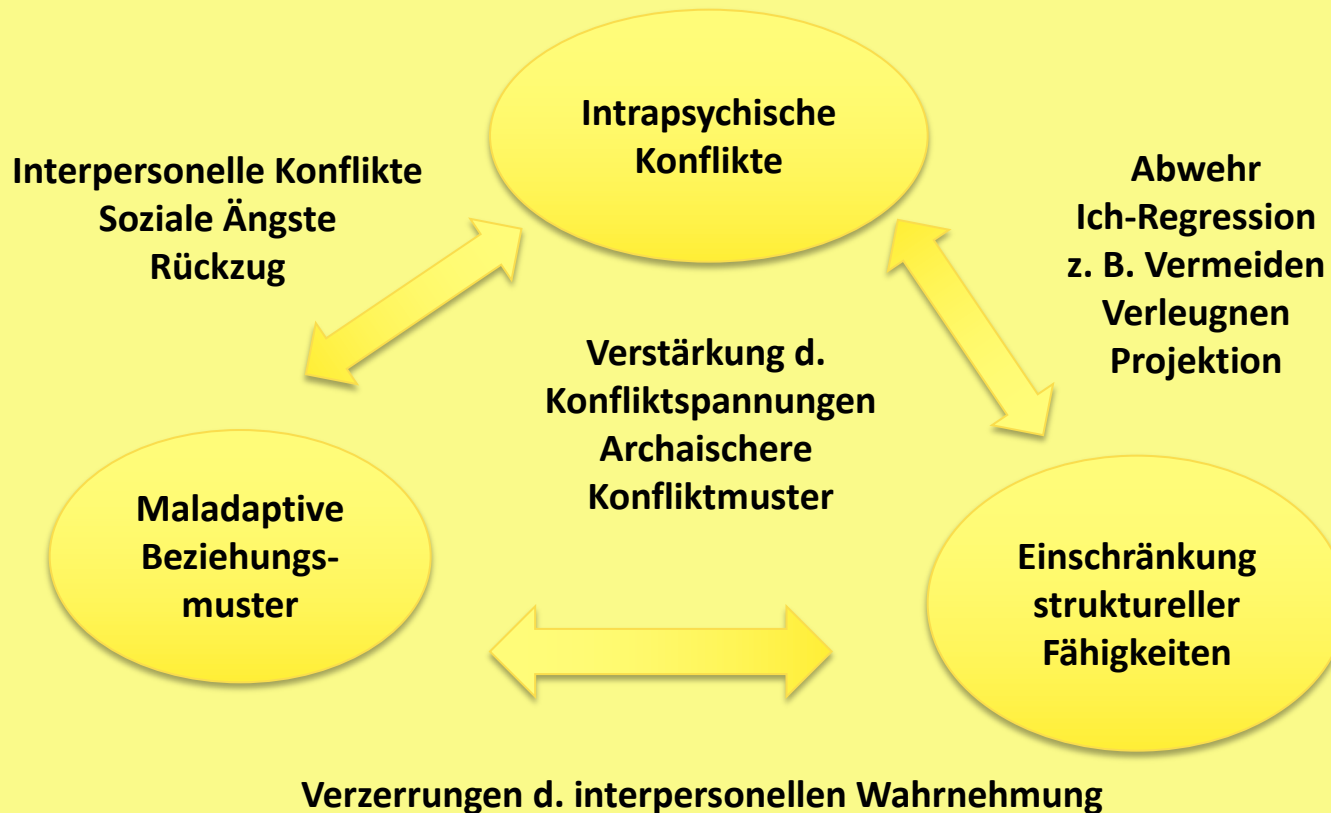 Intrapsychische
Konflikte
Interpersonelle Konflikte
Soziale Ängste
Rückzug
Abwehr
Ich-Regression
z. B. Vermeiden
Verleugnen
Projektion
Verstärkung d.
Konfliktspannungen
Archaischere
Konfliktmuster
Maladaptive
Beziehungs-
muster
Einschränkung
struktureller
Fähigkeiten
Verzerrungen d. interpersonellen Wahrnehmung